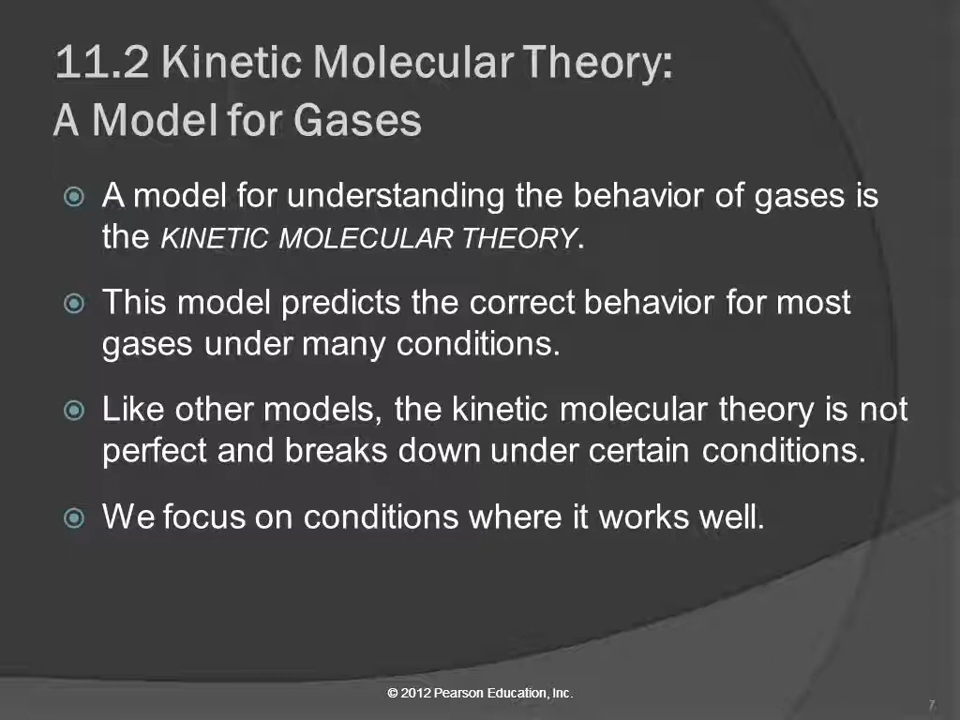 11.2 Kinetic Molecular Theory:
A Model for Gases
A model for understanding the behavior of gases is
the KINETIC MOLECULAR THEORY.
This model predicts the correct behavior for most
gases under many conditions.
Like other models, the kinetic molecular theory is not
perfect and breaks down under certain conditions.
We focus on conditions where it works well.
© 2012 Pearson Education, Inc.
7